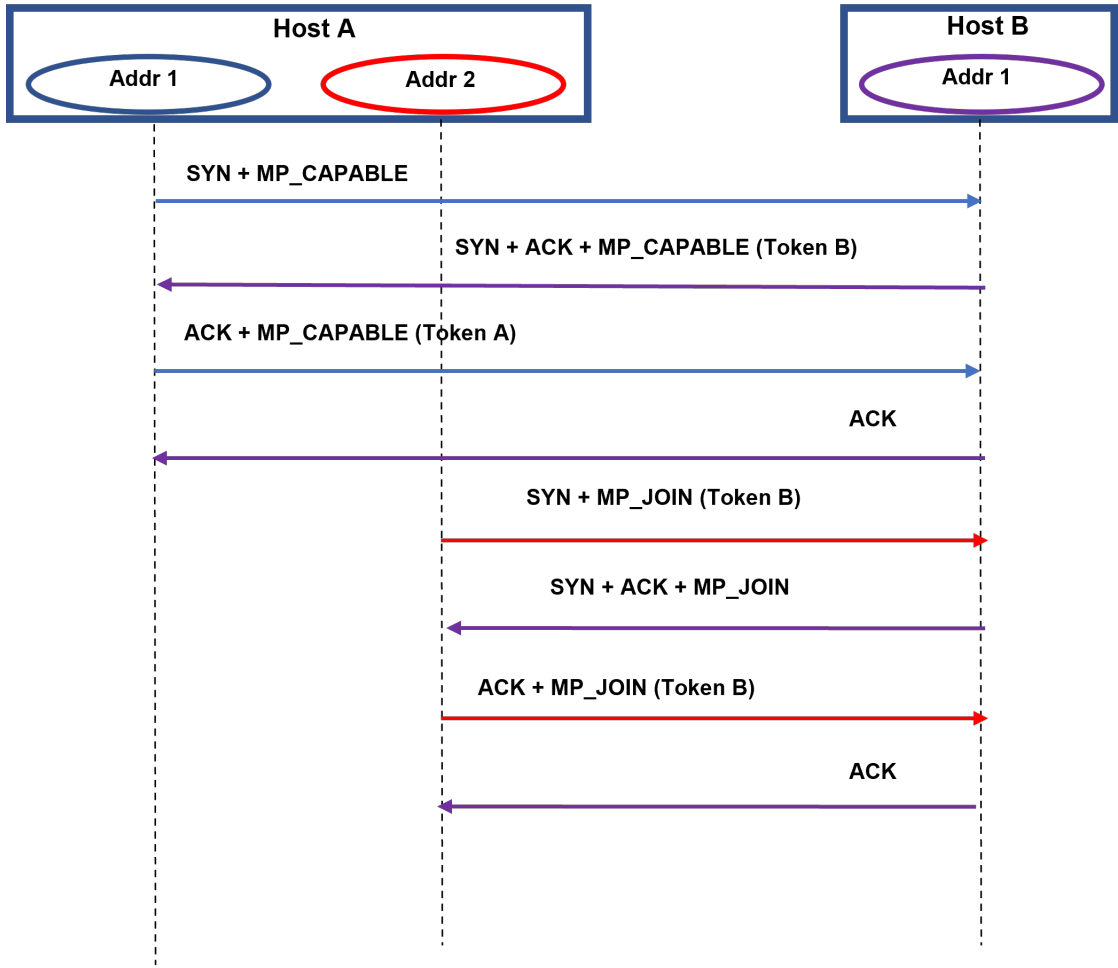 Host A
Host B
Addr 1
Addr 2
Addr 1
SYN + MP_CAPABLE
SYN + ACK + MP_CAPABLE (Token B)
ACK + MP_CAPABLE (Token A)
ACK
SYN + MP_JOIN (Token B)
SYN + ACK + MP_JOIN
ACK + MP_JOIN (Token B)
ACK